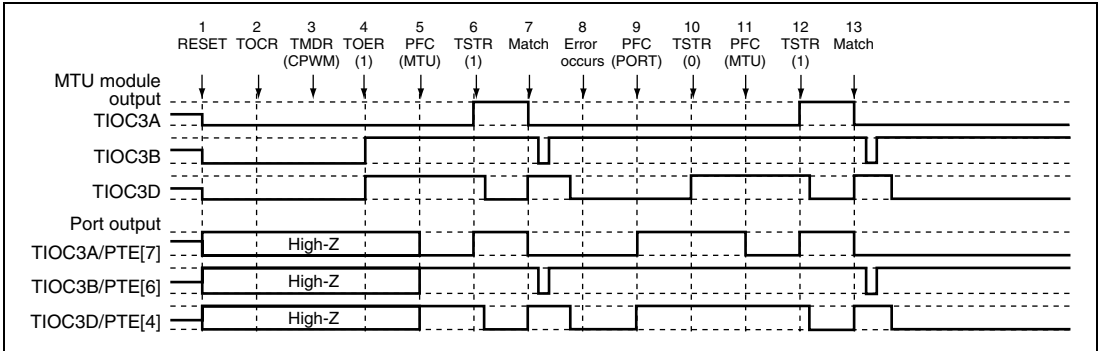 1 2 3 4 5 6 7 8 9 10 11 12 13
RESET TOCR TMDR TOER PFC TSTR Match Error PFC TSTR PFC TSTR Match
(CPWM) (1) (MTU) (1) occurs (PORT) (0) (MTU) (1)
MTU module
output
TIOC3A
TIOC3B
TIOC3D
Port output
TIOC3A/PTE[7] High-Z
TIOC3B/PTE[6] High-Z
TIOC3D/PTE[4] High-Z